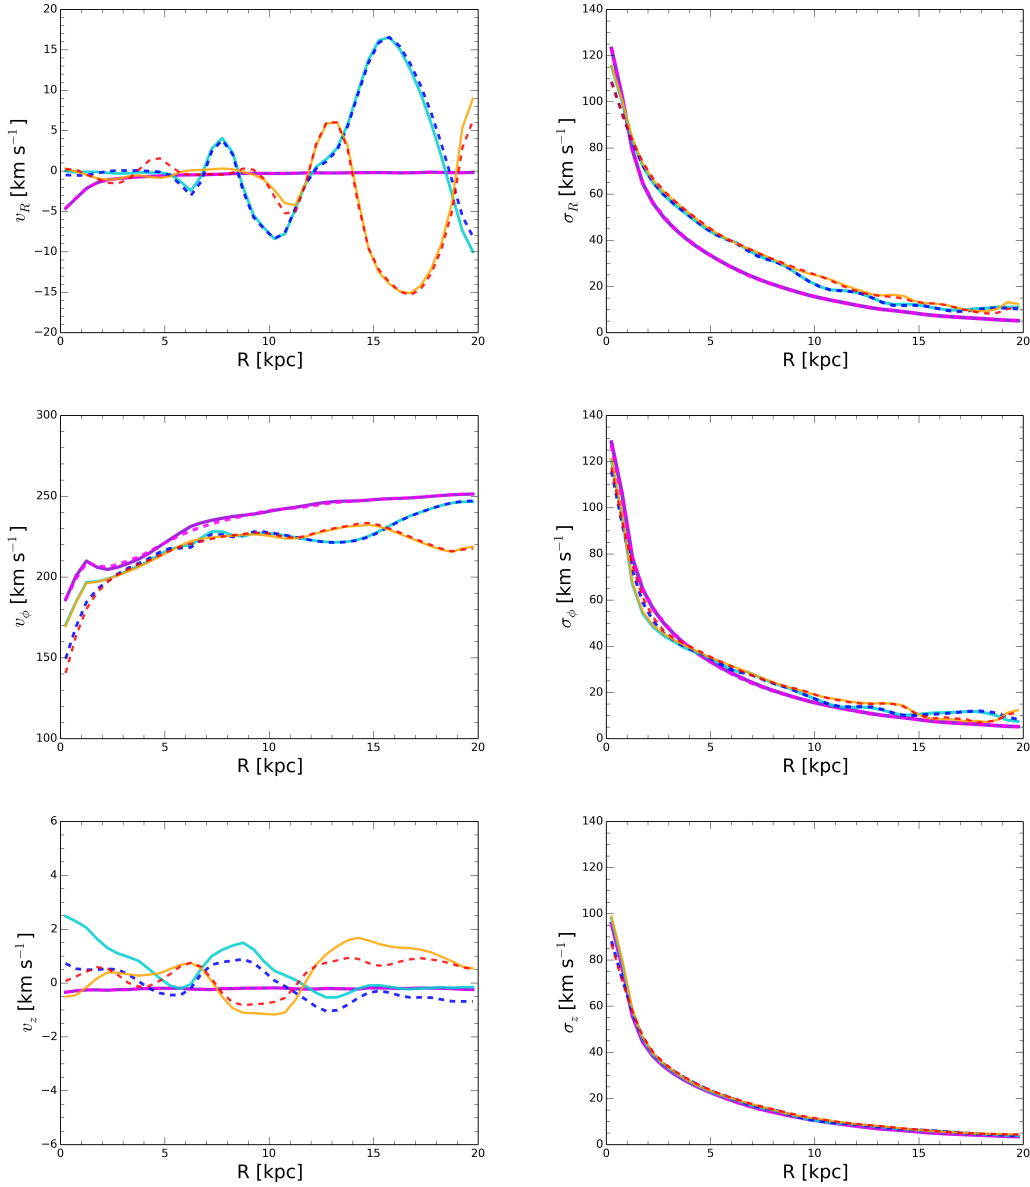 20
15
10
5
0
−5
−10
−15
−20
v_R [km s⁻¹ ]
0 5 10 15 20
R [kpc]
140
120
100
80
60
40
20
0
σ_R [km s⁻¹ ]
0 5 10 15 20
R [kpc]
300
250
200
150
100
v_ϕ [km s⁻¹ ]
0 5 10 15 20
R [kpc]
140
120
100
80
60
40
20
0
σ_ϕ [km s⁻¹ ]
0 5 10 15 20
R [kpc]
6
4
2
0
−2
−4
−6
v_z [km s⁻¹ ]
0 5 10 15 20
R [kpc]
140
120
100
80
60
40
20
0
σ_z [km s⁻¹ ]
0 5 10 15 20
R [kpc]